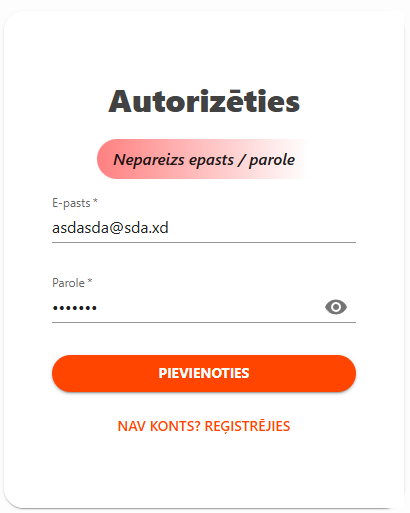 Autorizēties
Nepareizs epasts / parole
E-pasts *
asdasda@sda.xd
Parole *
•••••••
PIEVIENOTIES
NAV KONTS? REĢISTRĒJIES